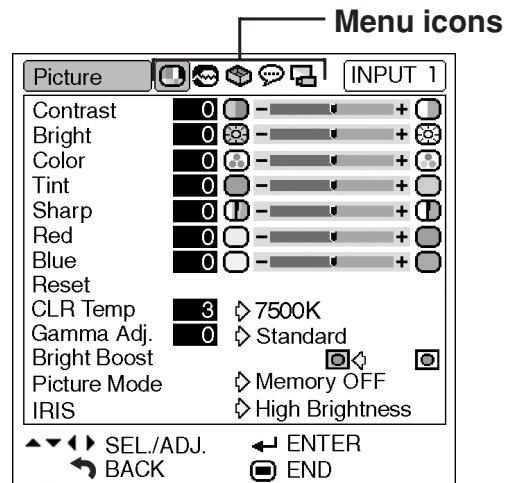 Menu icons
Picture INPUT 1
Contrast 0 - +
Bright 0 - +
Color 0 - +
Tint 0 - +
Sharp 0 - +
Red 0 - +
Blue 0 - +
Reset
CLR Temp 3 7500K
Gamma Adj. 0 Standard
Bright Boost
Picture Mode Memory OFF
IRIS High Brightness
SEL./ADJ. ENTER
BACK END